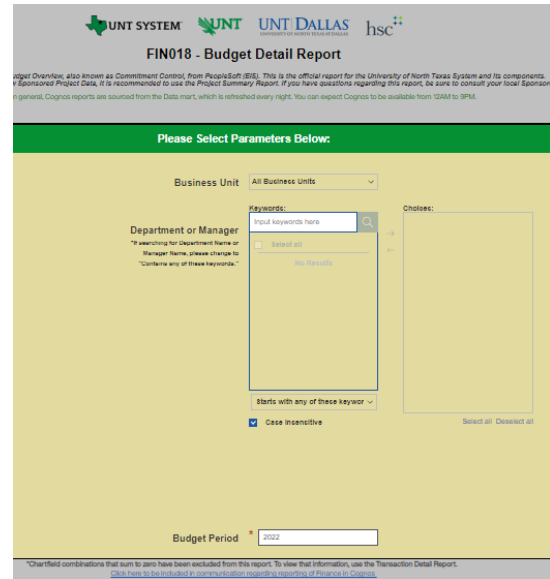 UNT SYSTEM UNT UNT DALLAS hsc
UNIVERSITY OF NORTH TEXAS AT DALLAS
FIN018 - Budget Detail Report
udget Overview, also known as Commitment Control, from PeopleSoft (EIS). This is the official report for the University of North Texas System and its components.
w Sponsored Project Data, it is recommended to use the Project Summary Report. If you have questions regarding this report, be sure to consult your local Sponsor
n general, Cognos reports are sourced from the Data mart, which is refreshed every night. You can expect Cognos to be available from 12AM to 9PM.
Please Select Parameters Below:
Business Unit All Business Units
Keywords: Choices:
Input keywords here
Department or Manager
*If searching for Department Name or
Manager Name, please change to
"Contains any of these keywords."
Select all
No Results
Starts with any of these keywor
Case Insensitive
Select all Deselect all
Budget Period * 2022
*Chartfield combinations that sum to zero have been excluded from this report. To view that information, use the Transaction Detail Report.
Click here to be included in communication regarding reporting of Finance in Cognos.